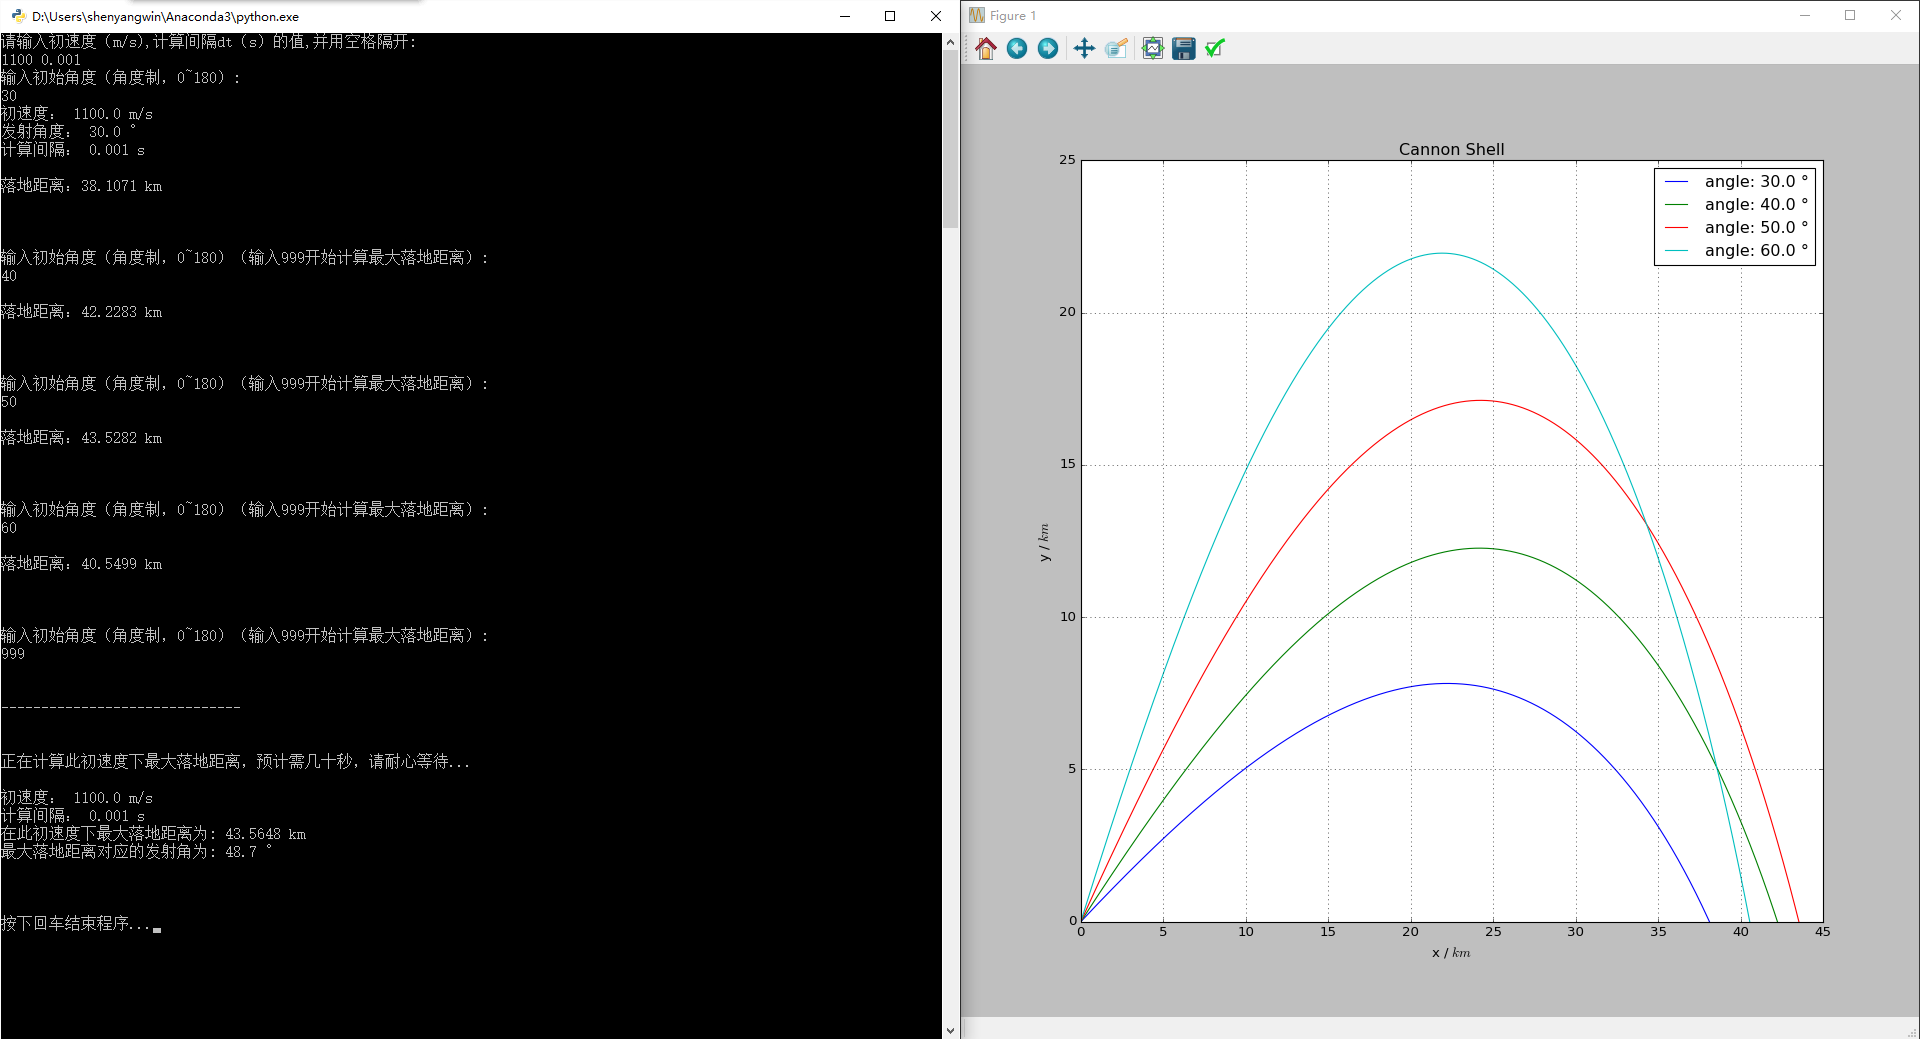 D:\Users\shenyangwin\Anaconda3\python.exe
请输入初速度（m/s),计算间隔dt（s）的值,并用空格隔开:
1100 0.001
输入初始角度（角度制，0~180）:
30
初速度： 1100.0 m/s
发射角度： 30.0 °
计算间隔： 0.001 s
落地距离：38.1071 km
输入初始角度（角度制，0~180）（输入999开始计算最大落地距离）:
40
落地距离：42.2283 km
输入初始角度（角度制，0~180）（输入999开始计算最大落地距离）:
50
落地距离：43.5282 km
输入初始角度（角度制，0~180）（输入999开始计算最大落地距离）:
60
落地距离：40.5499 km
输入初始角度（角度制，0~180）（输入999开始计算最大落地距离）:
999
------------------------------
正在计算此初速度下最大落地距离，预计需几十秒，请耐心等待...
初速度： 1100.0 m/s
计算间隔： 0.001 s
在此初速度下最大落地距离为: 43.5648 km
最大落地距离对应的发射角为: 48.7 °
按下回车结束程序...
Figure 1
Cannon Shell
angle: 30.0 °
angle: 40.0 °
angle: 50.0 °
angle: 60.0 °
25
20
15
10
5
0
y / km
0 5 10 15 20 25 30 35 40 45
x / km